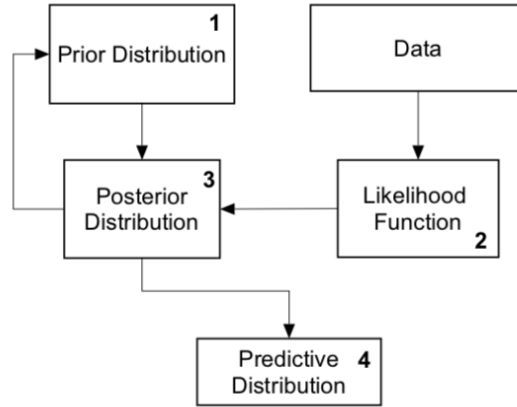 1
Prior Distribution
Data
3
Posterior
Distribution
Likelihood
Function
2
Predictive 4
Distribution